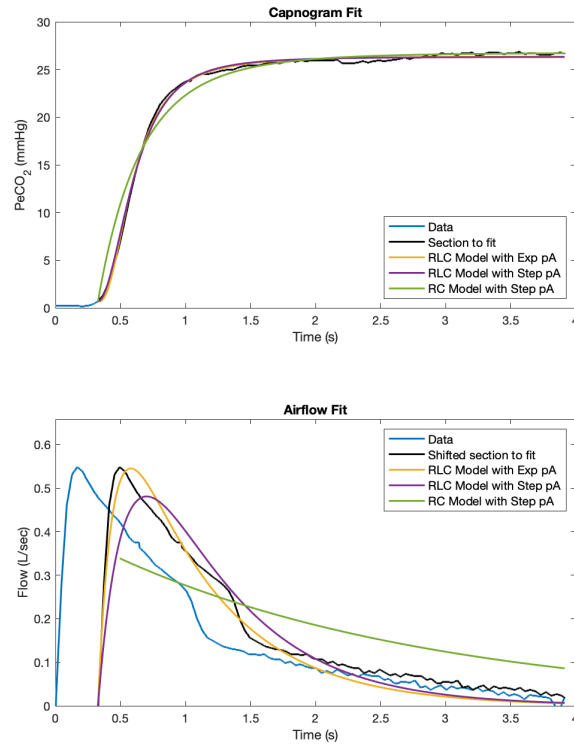 Capnogram Fit
30
25
20
15
10
5
0
PeCO2 (mmHg)
Data
Section to fit
RLC Model with Exp pA
RLC Model with Step pA
RC Model with Step pA
0 0.5 1 1.5 2 2.5 3 3.5 4
Time (s)
Airflow Fit
0.6
0.5
0.4
0.3
0.2
0.1
0
Flow (L/sec)
Data
Shifted section to fit
RLC Model with Exp pA
RLC Model with Step pA
RC Model with Step pA
0 0.5 1 1.5 2 2.5 3 3.5 4
Time (s)